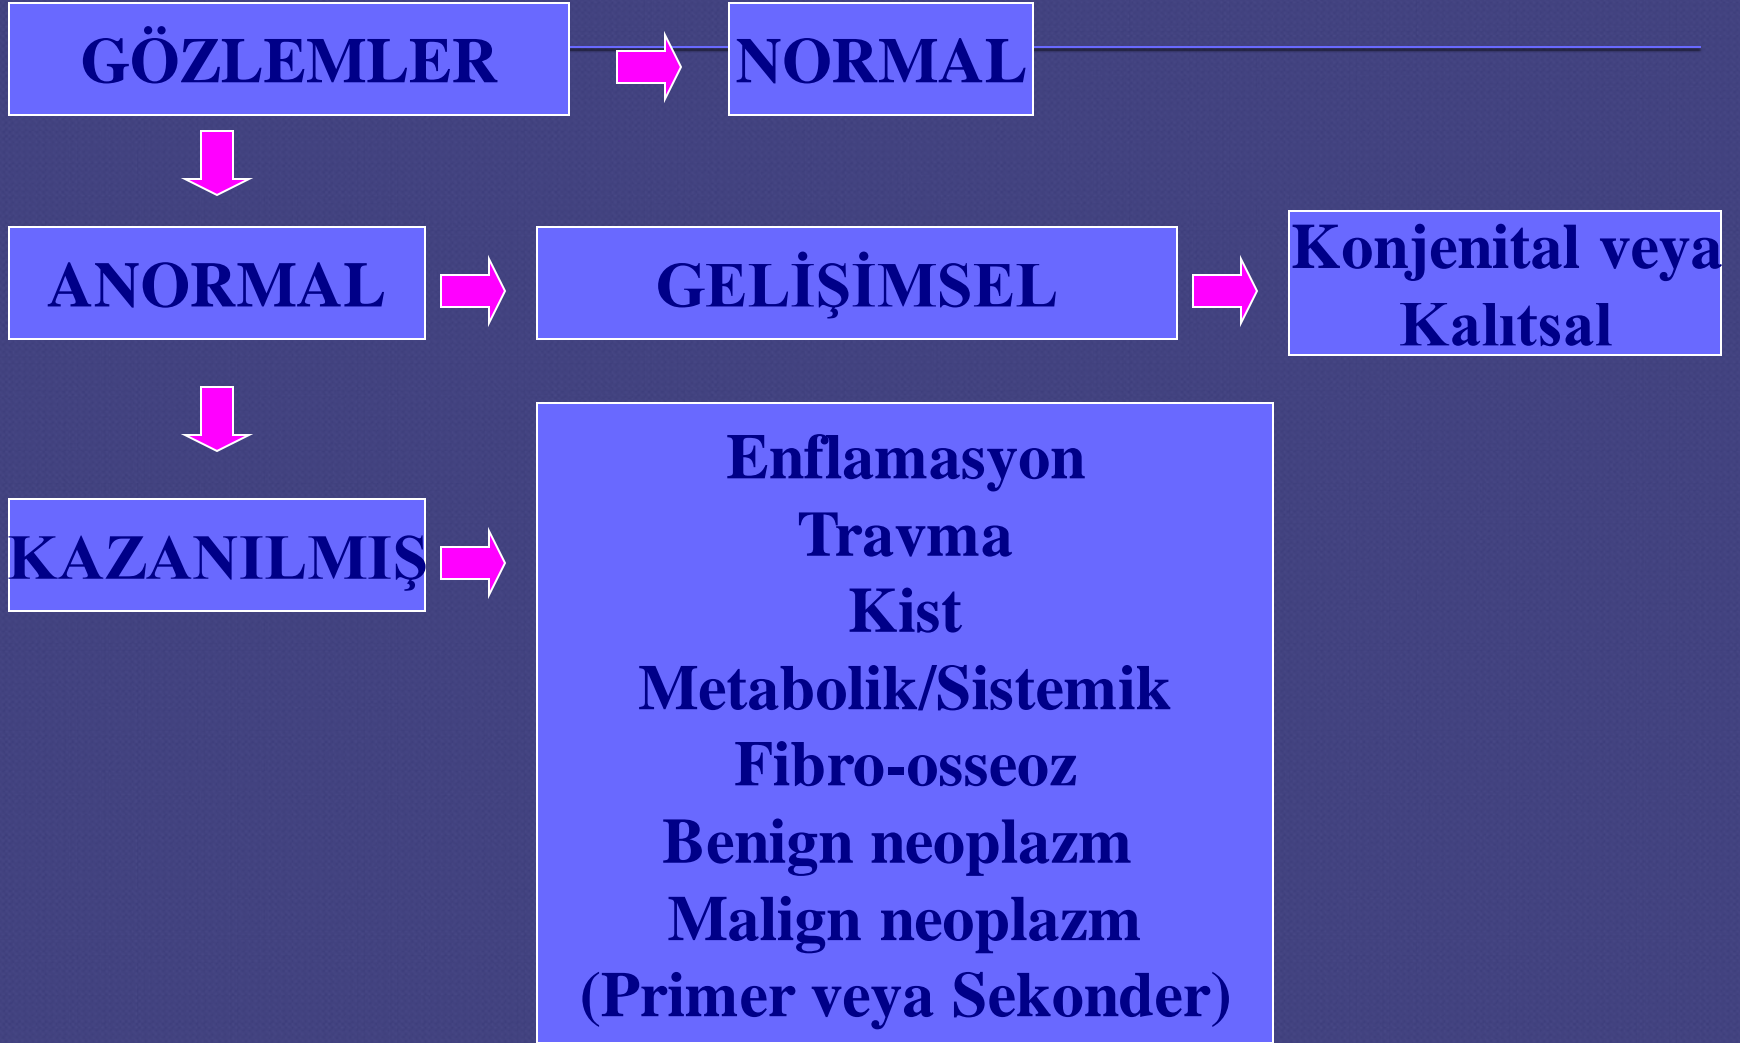 GÖZLEMLER
NORMAL
ANORMAL
GELİŞİMSEL
Konjenital veya
Kalıtsal
KAZANILMIŞ
Enflamasyon
Travma
Kist
Metabolik/Sistemik
Fibro-osseoz
Benign neoplazm
Malign neoplazm
(Primer veya Sekonder)